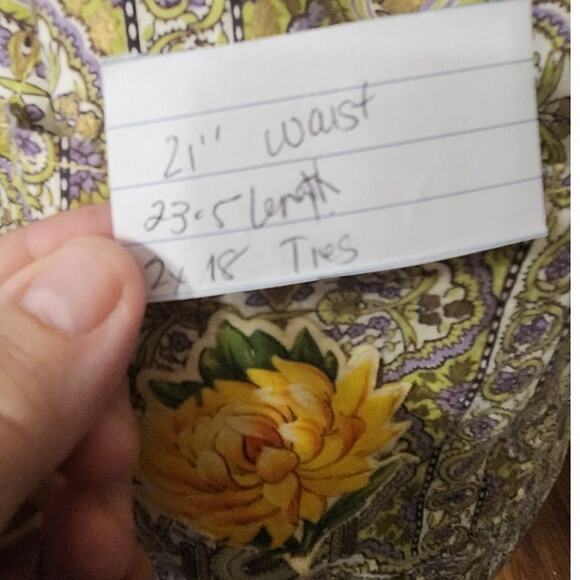 21" waist
23.5 Length
2x 18 Ties